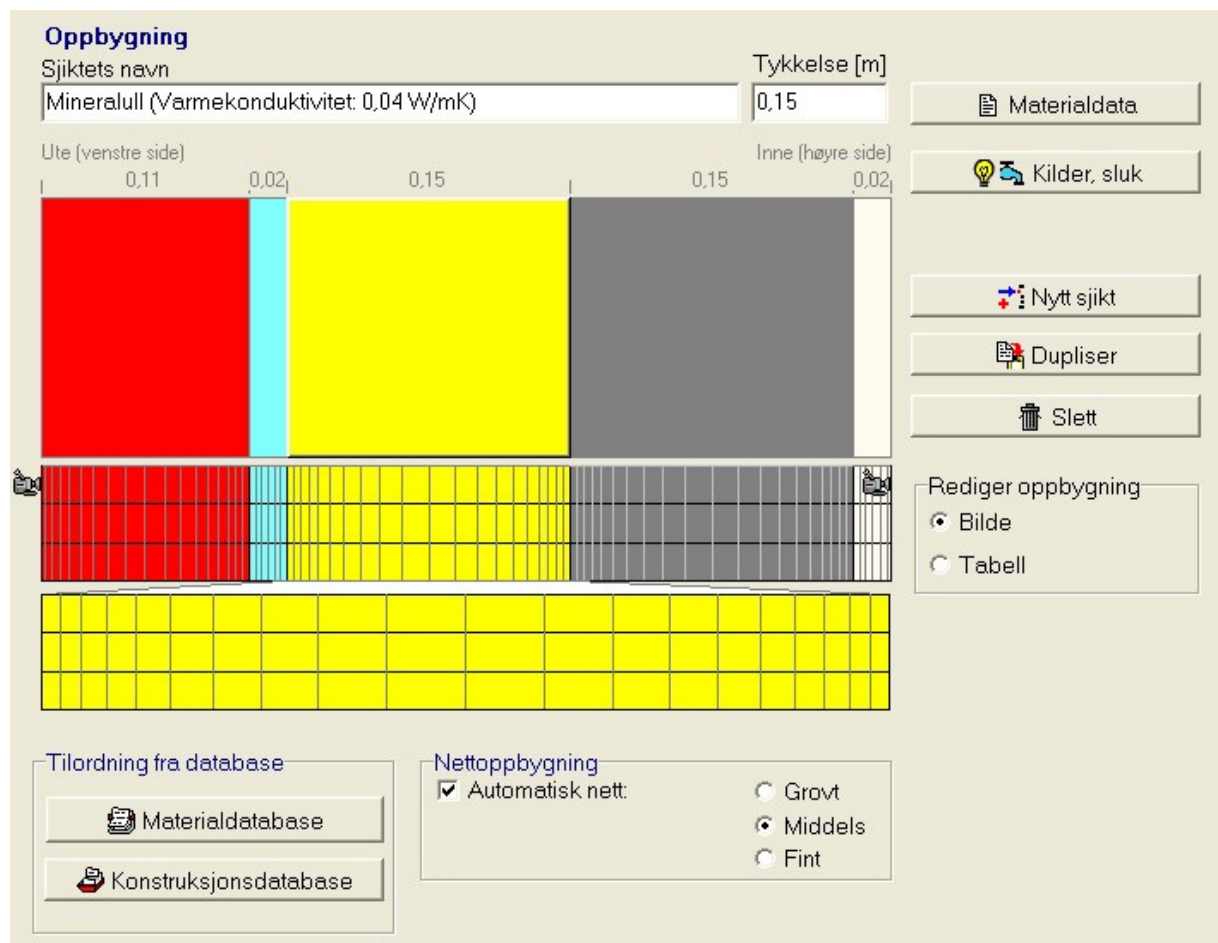 Oppbygning
Sjiktets navn
Tykkelse [m]
Mineralull (Varmekonduktivitet: 0,04 W/mK)
0,15
Materialdata
Ute (venstre side)
Inne (høyre side)
Kilder, sluk
0,11 0,02 0,15 0,15 0,02
Nytt sjikt
Dupliser
Slett
Rediger oppbygning
Bilde
Tabell
Tilordning fra database
Materialdatabase
Konstruksjonsdatabase
Nettoppbygning
Automatisk nett:
Grovt
Middels
Fint